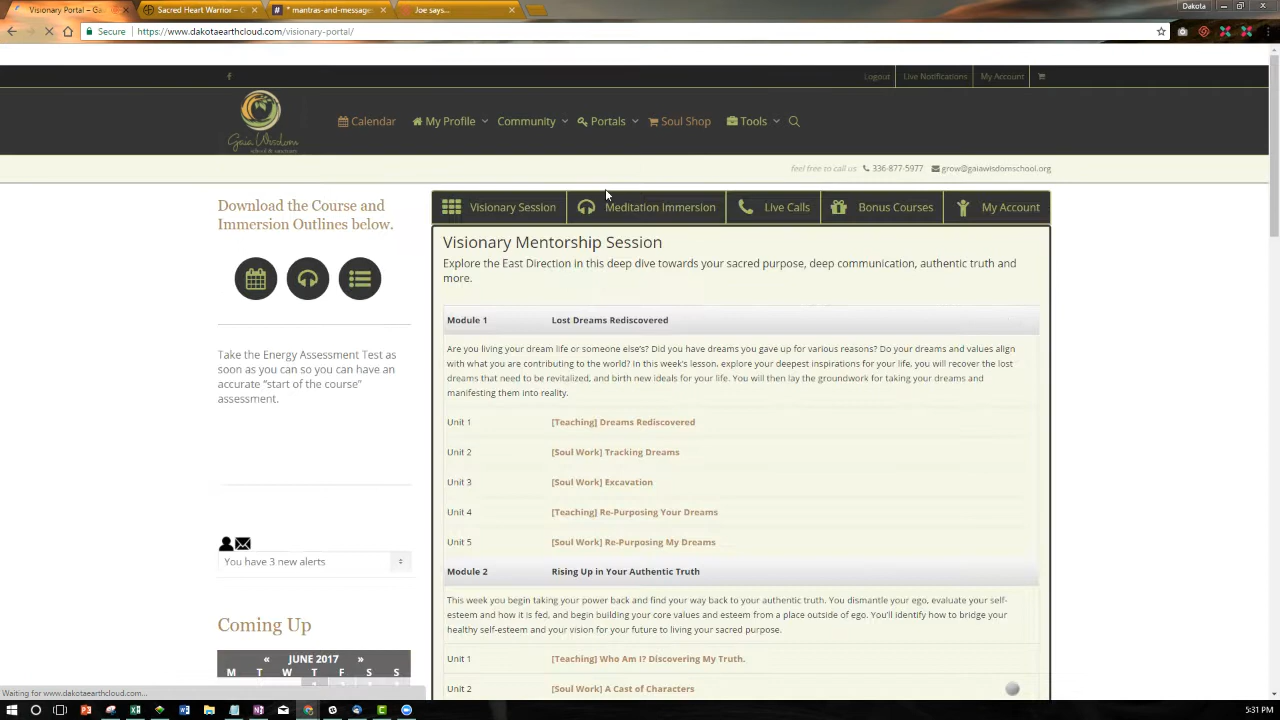 Visionary Portal – Ga
Sacred Heart Warrior – G
* mantras-and-message
Joe says...
Dakota
Secure
https://www.dakotaearthcloud.com/visionary-portal/
Logout
Live Notifications
My Account
Gaia Wisdom
school & sanctuary
Calendar
My Profile
Community
Portals
Soul Shop
Tools
feel free to call us 336-877-5977 grow@gaiawisdomschool.org
Download the Course and
Immersion Outlines below.
Take the Energy Assessment Test as
soon as you can so you can have an
accurate "start of the course"
assessment.
You have 3 new alerts
Coming Up
« JUNE 2017 »
M T W T F S S
Visionary Session
Meditation Immersion
Live Calls
Bonus Courses
My Account
Visionary Mentorship Session
Explore the East Direction in this deep dive towards your sacred purpose, deep communication, authentic truth and
more.
Module 1 Lost Dreams Rediscovered
Are you living your dream life or someone else's? Did you have dreams you gave up for various reasons? Do your dreams and values align
with what you are contributing to the world? In this week's lesson, explore your deepest inspirations for your life, you will recover the lost
dreams that need to be revitalized, and birth new ideals for your life. You will then lay the groundwork for taking your dreams and
manifesting them into reality.
Unit 1 [Teaching] Dreams Rediscovered
Unit 2 [Soul Work] Tracking Dreams
Unit 3 [Soul Work] Excavation
Unit 4 [Teaching] Re-Purposing Your Dreams
Unit 5 [Soul Work] Re-Purposing My Dreams
Module 2 Rising Up in Your Authentic Truth
This week you begin taking your power back and find your way back to your authentic truth. You dismantle your ego, evaluate your self-
esteem and how it is fed, and begin building your core values and esteem from a place outside of ego. You'll identify how to bridge your
healthy self-esteem and your vision for your future to living your sacred purpose.
Unit 1 [Teaching] Who Am I? Discovering My Truth.
Unit 2 [Soul Work] A Cast of Characters
Waiting for www.dakotaearthcloud.com...
5:31 PM